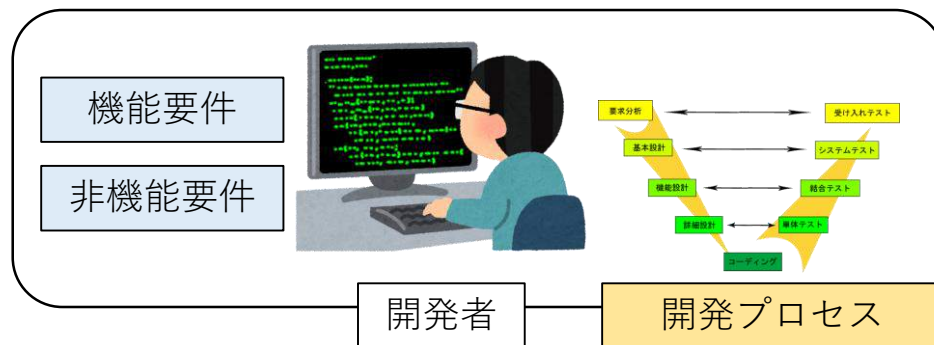 機能要件
非機能要件
要求分析
受け入れテスト
基本設計
システムテスト
機能設計
結合テスト
詳細設計
単体テスト
コーディング
開発者
開発プロセス